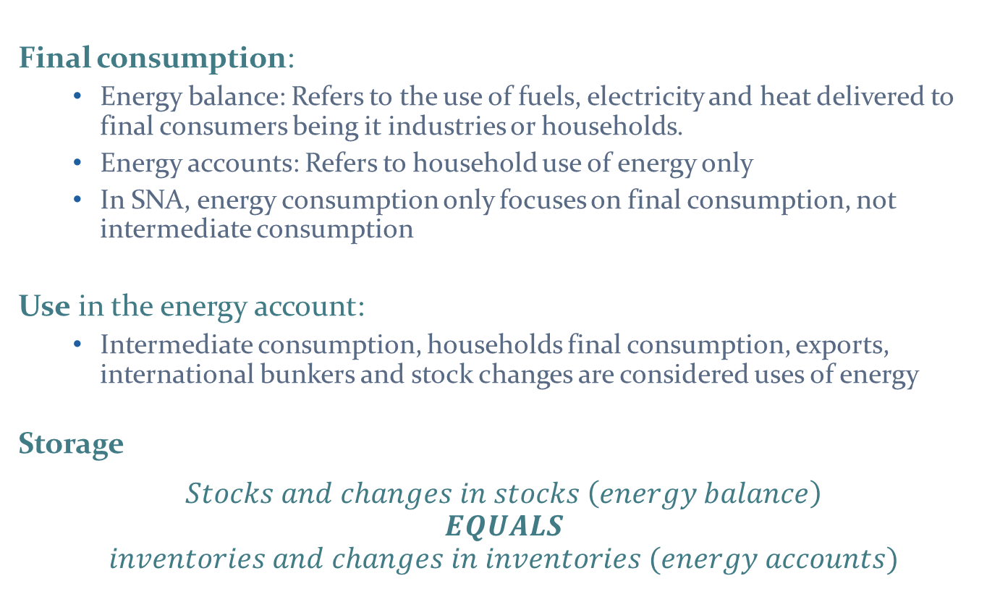 Final consumption:
• Energy balance: Refers to the use of fuels, electricity and heat delivered to
final consumers being it industries or households.
• Energy accounts: Refers to household use of energy only
• In SNA, energy consumption only focuses on final consumption, not
intermediate consumption
Use in the energy account:
• Intermediate consumption, households final consumption, exports,
international bunkers and stock changes are considered uses of energy
Storage
Stocks and changes in stocks (energy balance)
EQUALS
inventories and changes in inventories (energy accounts)